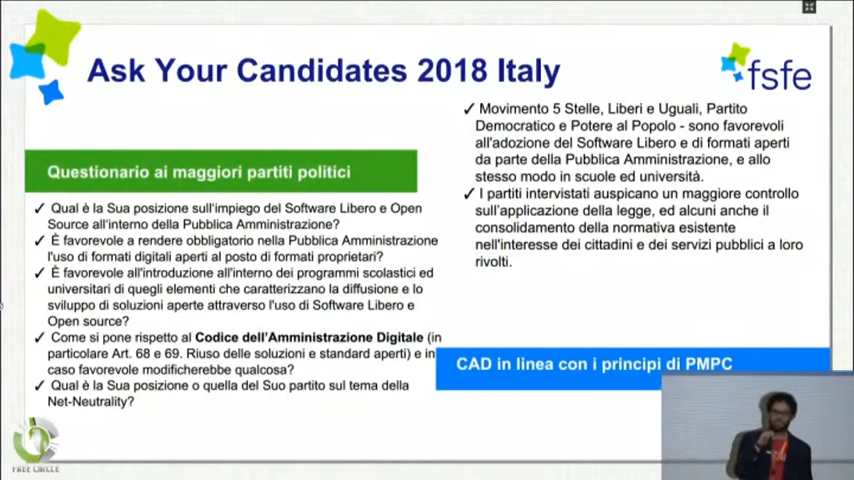 Ask Your Candidates 2018 Italy
fsfe
Questionario ai maggiori partiti politici
✓ Qual è la Sua posizione sull'impiego del Software Libero e Open
Source all'interno della Pubblica Amministrazione?
✓ È favorevole a rendere obbligatorio nella Pubblica Amministrazione
l'uso di formati digitali aperti al posto di formati proprietari?
✓ È favorevole all'introduzione all'interno dei programmi scolastici ed
universitari di quegli elementi che caratterizzano la diffusione e lo
sviluppo di soluzioni aperte attraverso l'uso di Software Libero e
Open source?
✓ Come si pone rispetto al Codice dell'Amministrazione Digitale (in
particolare Art. 68 e 69. Riuso delle soluzioni e standard aperti) e in
caso favorevole modificherebbe qualcosa?
✓ Qual è la Sua posizione o quella del Suo partito sul tema della
Net-Neutrality?
✓ Movimento 5 Stelle, Liberi e Uguali, Partito
Democratico e Potere al Popolo - sono favorevoli
all'adozione del Software Libero e di formati aperti
da parte della Pubblica Amministrazione, e allo
stesso modo in scuole ed università.
✓ I partiti intervistati auspicano un maggiore controllo
sull'applicazione della legge, ed alcuni anche il
consolidamento della normativa esistente
nell'interesse dei cittadini e dei servizi pubblici a loro
rivolti.
CAD in linea con i principi di PMPC
FREE CIRCLE